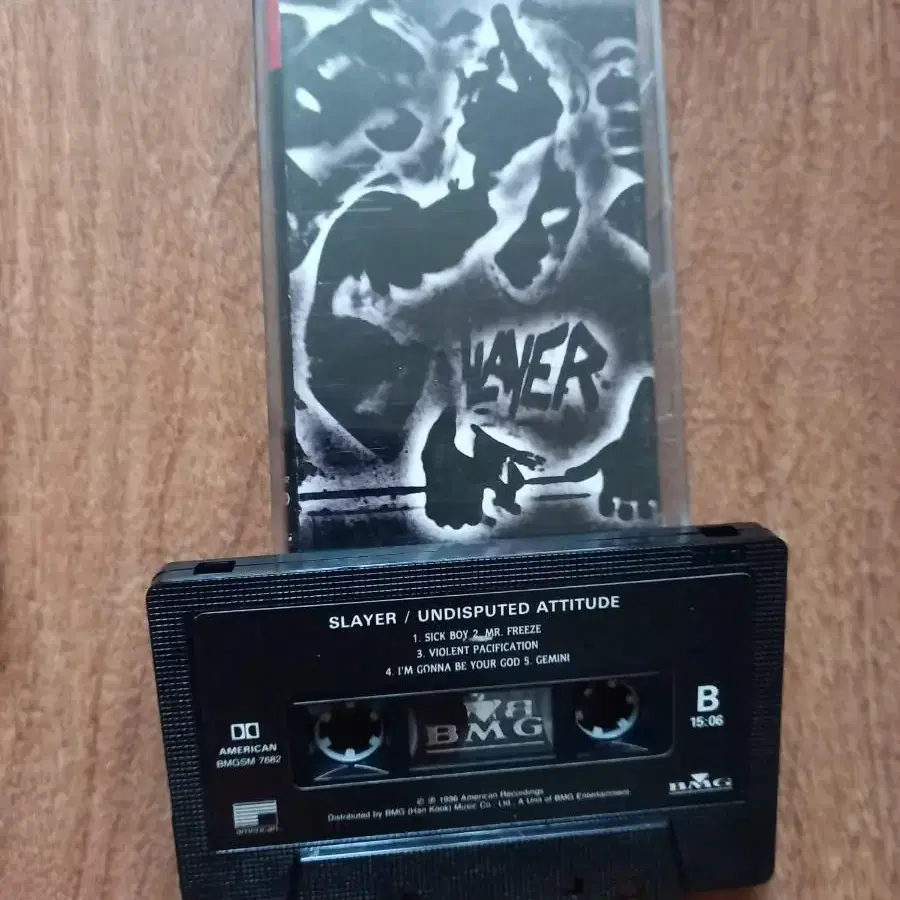 SLAYER
SLAYER / UNDISPUTED ATTITUDE
1. SICK BOY 2. MR. FREEZE
3. VIOLENT PACIFICATION
4. I'M GONNA BE YOUR GOD 5. GEMINI
AMERICAN
BMGSM 7682
american
BMG
B
15:06
BMG
© ℗ 1996 American Recordings
Distributed by BMG (Han Kook) Music Co., Ltd., A Unit of BMG Entertainment